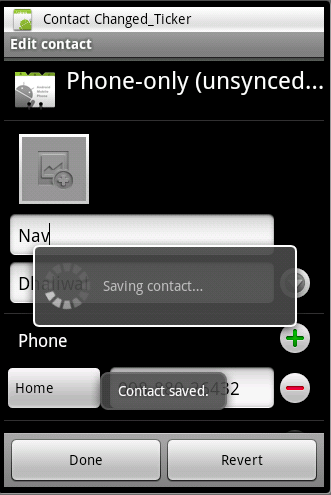 Contact Changed_Ticker
Edit contact
Phone-only (unsynced...
Nav
Saving contact...
Phone
Home
Contact saved.
Done
Revert